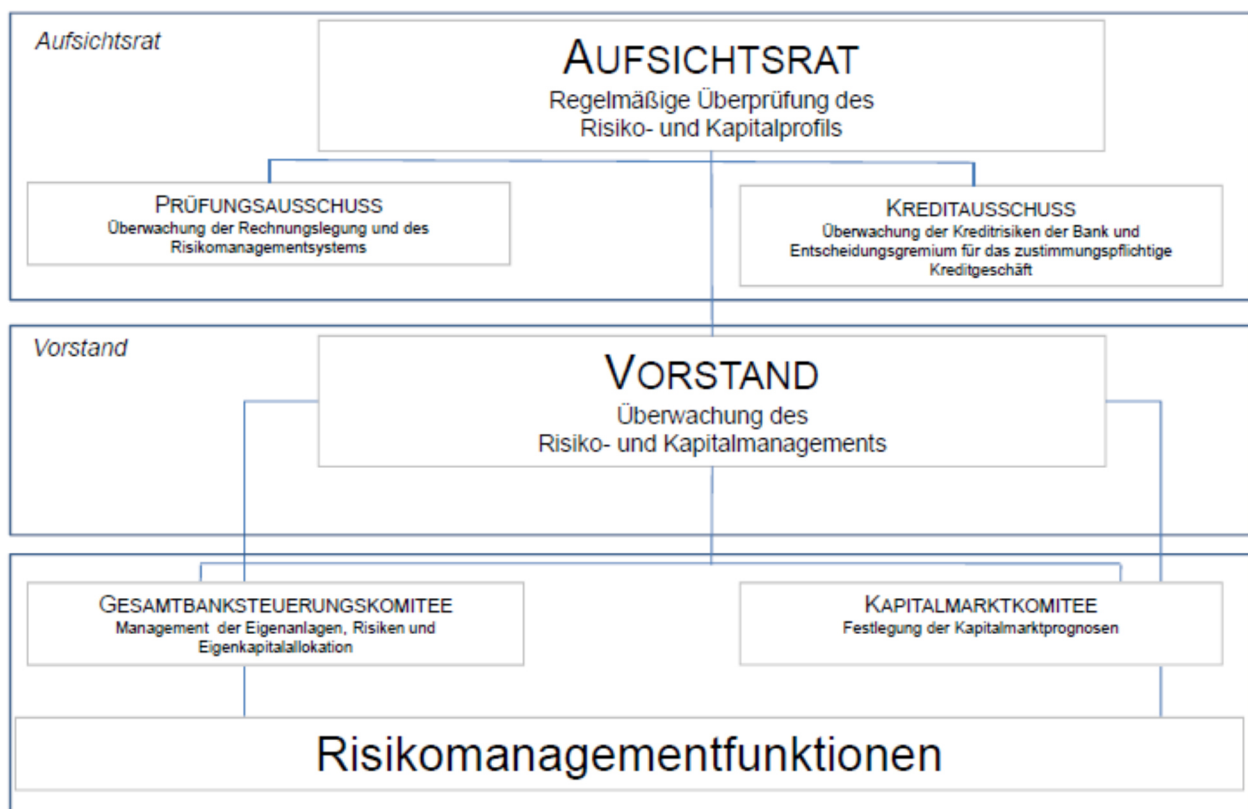 Aufsichtsrat
AUFSICHTSRAT
Regelmäßige Überprüfung des
Risiko- und Kapitalprofils
PRÜFUNGSAUSSCHUSS
Überwachung der Rechnungslegung und des
Risikomanagementsystems
KREDITAUSSCHUSS
Überwachung der Kreditrisiken der Bank und
Entscheidungsgremium für das zustimmungspflichtige
Kreditgeschäft
Vorstand
VORSTAND
Überwachung des
Risiko- und Kapitalmanagements
GESAMTBANKSTEUERUNGSKOMITEE
Management der Eigenanlagen, Risiken und
Eigenkapitalallokation
KAPITALMARKTKOMITEE
Festlegung der Kapitalmarktprognosen
Risikomanagementfunktionen